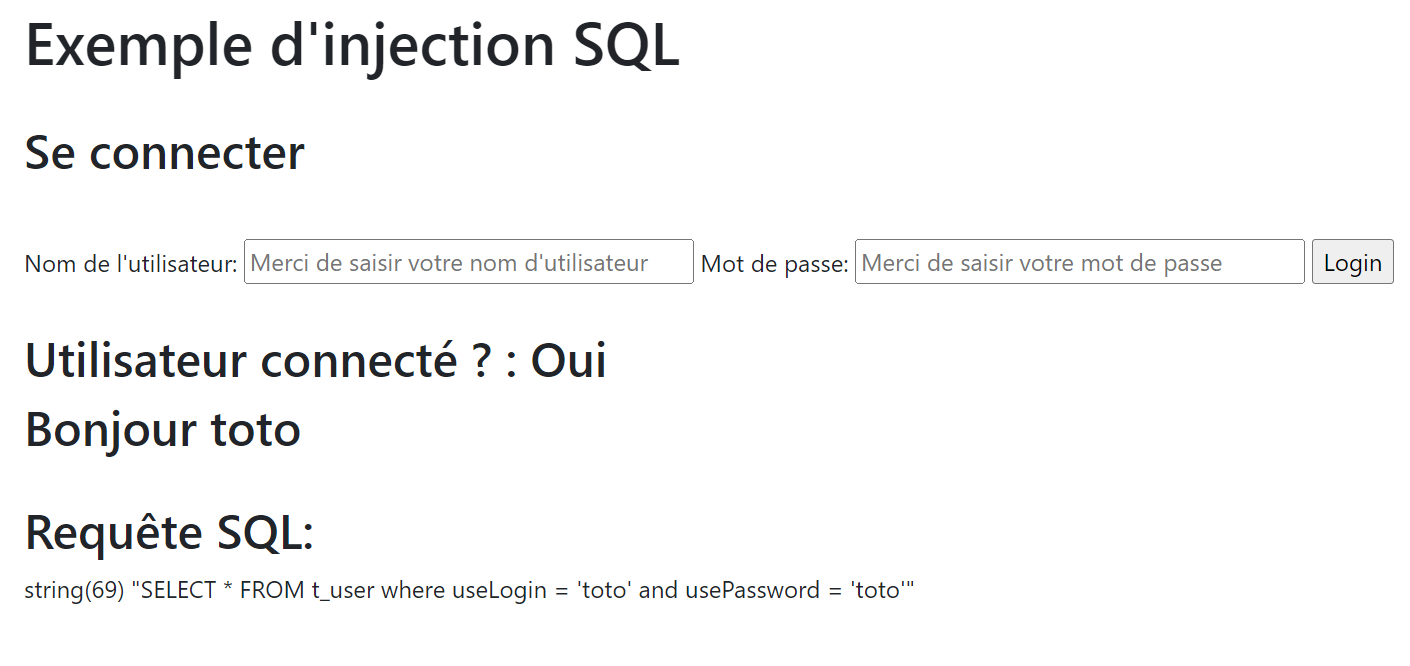 Exemple d'injection SQL
Se connecter
Nom de l'utilisateur: Merci de saisir votre nom d'utilisateur Mot de passe: Merci de saisir votre mot de passe Login
Utilisateur connecté ? : Oui
Bonjour toto
Requête SQL:
string(69) "SELECT * FROM t_user where useLogin = 'toto' and usePassword = 'toto'"